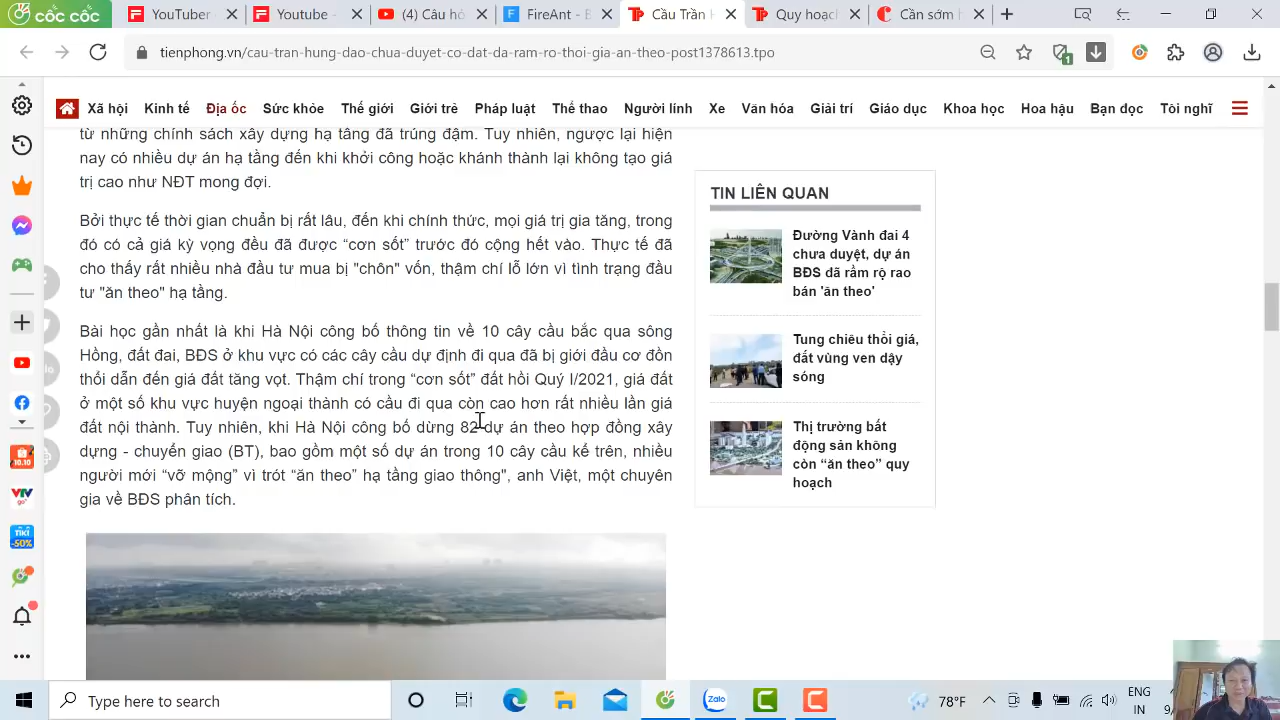 CỐC CỐC
Youtube -
Youtube -
(4) Câu hỏ
FireAnt - B
Cầu Trần
Quy hoạch
Cần sớm
tienphong.vn/cau-tran-hung-dao-chua-duyet-co-dat-da-ram-ro-thoi-gia-an-theo-post1378613.tpo
1
Xã hội Kinh tế Địa ốc Sức khỏe Thế giới Giới trẻ Pháp luật Thể thao Người lính Xe Văn hóa Giải trí Giáo dục Khoa học Hoa hậu Bạn đọc Tôi nghĩ
từ những chính sách xây dựng hạ tầng đã trúng đậm. Tuy nhiên, ngược lại hiện
nay có nhiều dự án hạ tầng đến khi khởi công hoặc khánh thành lại không tạo giá
trị cao như NĐT mong đợi.
Bởi thực tế thời gian chuẩn bị rất lâu, đến khi chính thức, mọi giá trị gia tăng, trong
đó có cả giá kỳ vọng đều đã được “cơn sốt” trước đó cộng hết vào. Thực tế đã
cho thấy rất nhiều nhà đầu tư mua bị "chôn" vốn, thậm chí lỗ lớn vì tình trạng đầu
tư "ăn theo" hạ tầng.
Bài học gần nhất là khi Hà Nội công bố thông tin về 10 cây cầu bắc qua sông
Hồng, đất đai, BĐS ở khu vực có các cây cầu dự định đi qua đã bị giới đầu cơ đồn
thổi dẫn đến giá đất tăng vọt. Thậm chí trong “cơn sốt” đất hồi Quý I/2021, giá đất
ở một số khu vực huyện ngoại thành có cầu đi qua còn cao hơn rất nhiều lần giá
đất nội thành. Tuy nhiên, khi Hà Nội công bố dừng 82 dự án theo hợp đồng xây
dựng - chuyển giao (BT), bao gồm một số dự án trong 10 cây cầu kể trên, nhiều
người mới “vỡ mộng” vì trót “ăn theo” hạ tầng giao thông", anh Việt, một chuyên
gia về BĐS phân tích.
TIN LIÊN QUAN
Đường Vành đai 4
chưa duyệt, dự án
BĐS đã rầm rộ rao
bán 'ăn theo'
Tung chiêu thổi giá,
đất vùng ven dậy
sóng
Thị trường bất
động sản không
còn “ăn theo” quy
hoạch
10.10
VTV
go
TIKI
-50%
Type here to search
Zalo
78°F
ENG
IN
9